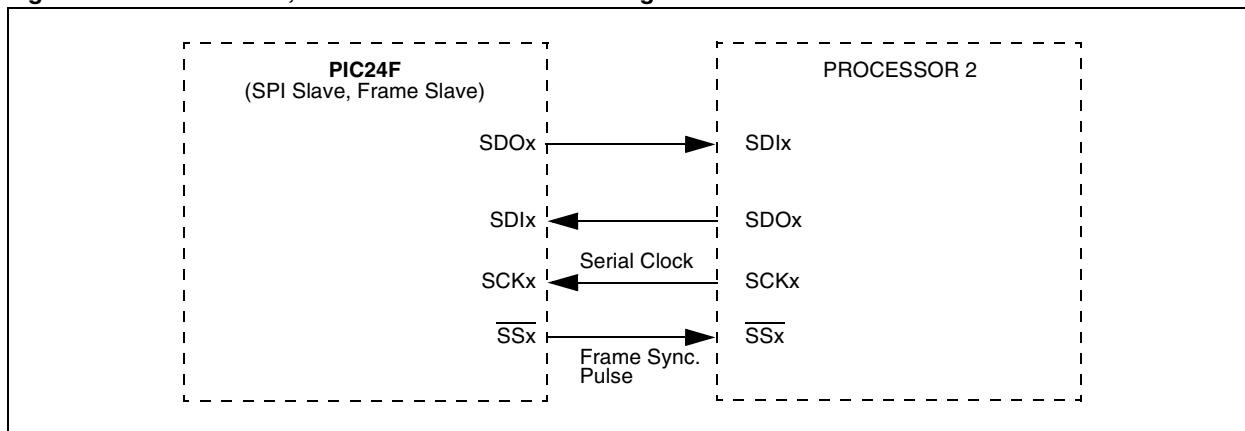 PIC24F
(SPI Slave, Frame Slave)
PROCESSOR 2
SDOx
SDIx
SDIx
SDOx
Serial Clock
SCKx
SCKx
SSx
SSx
Frame Sync.
Pulse